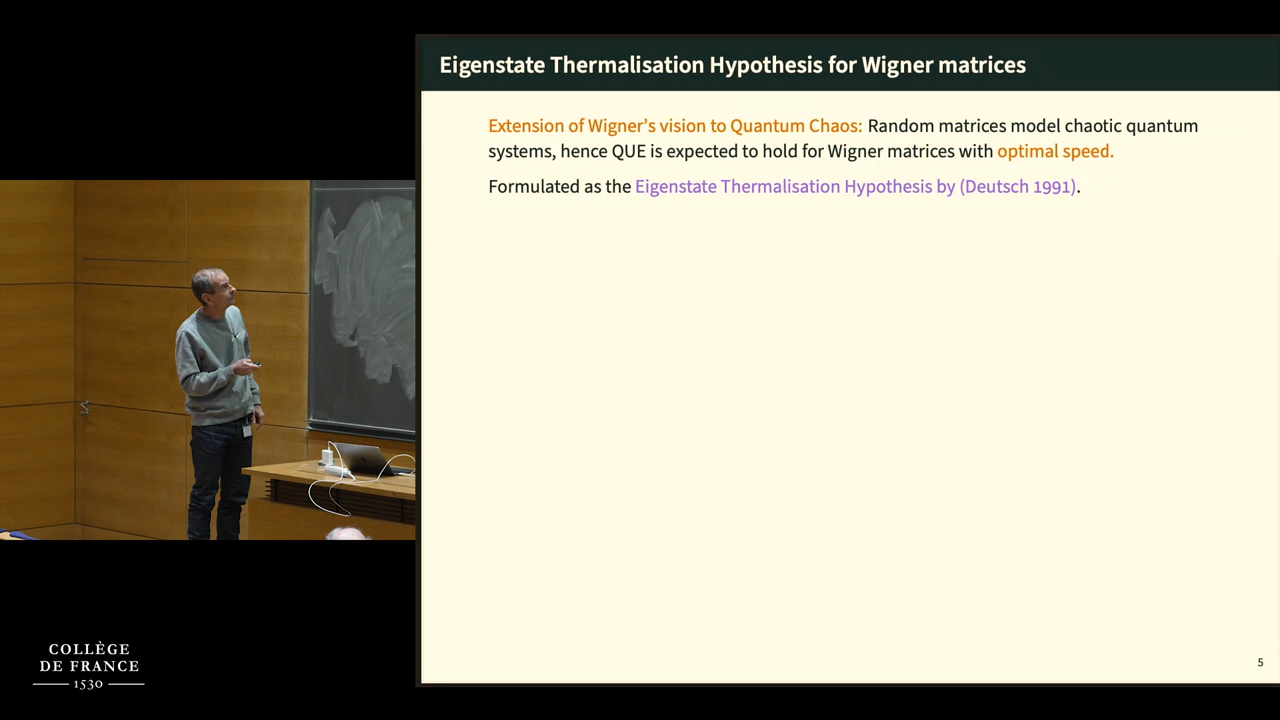 Eigenstate Thermalisation Hypothesis for Wigner matrices
Extension of Wigner's vision to Quantum Chaos: Random matrices model chaotic quantum
systems, hence QUE is expected to hold for Wigner matrices with optimal speed.
Formulated as the Eigenstate Thermalisation Hypothesis by (Deutsch 1991).
5
COLLÈGE
DE FRANCE
1530